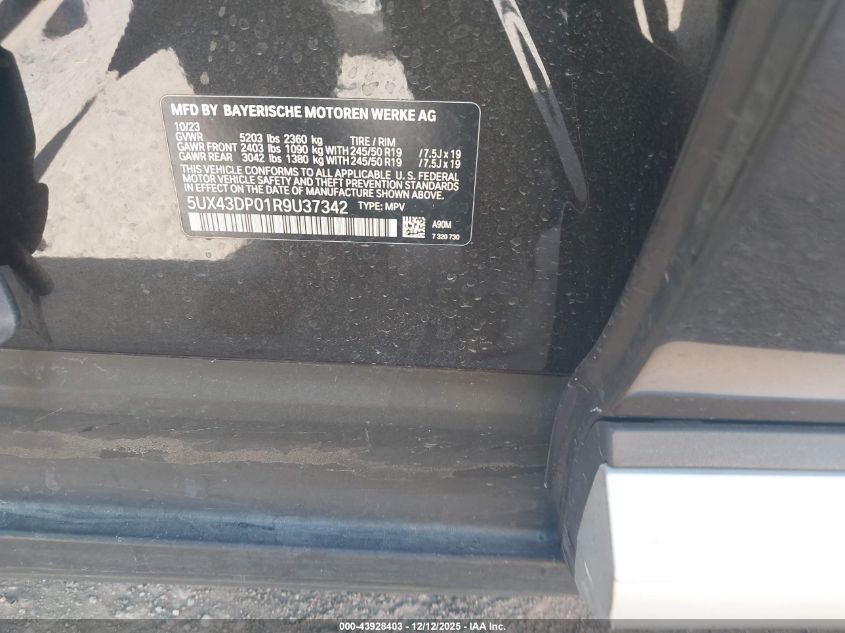 MFD BY BAYERISCHE MOTOREN WERKE AG
10/23
GVWR 5203 lbs 2360 kg TIRE / RIM
GAWR FRONT 2403 lbs 1090 kg WITH 245/50 R19 /7.5J x 19
GAWR REAR 3042 lbs 1380 kg WITH 245/50 R19 /7.5J x 19
THIS VEHICLE CONFORMS TO ALL APPLICABLE U.S. FEDERAL
MOTOR VEHICLE SAFETY AND THEFT PREVENTION STANDARDS
IN EFFECT ON THE DATE OF MANUFACTURE SHOWN ABOVE.
5UX43DP01R9U37342 TYPE: MPV
A90M
7 320 730
000-43928403 - 12/12/2025 - IAA Inc.